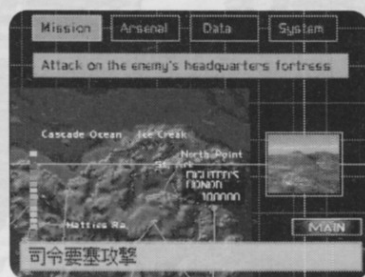 Mission Arsenal Data System
Attack on the enemy's headquarters fortress
Cascade Ocean Ice Creak
North Point
100000
MAIN
司令要塞攻撃